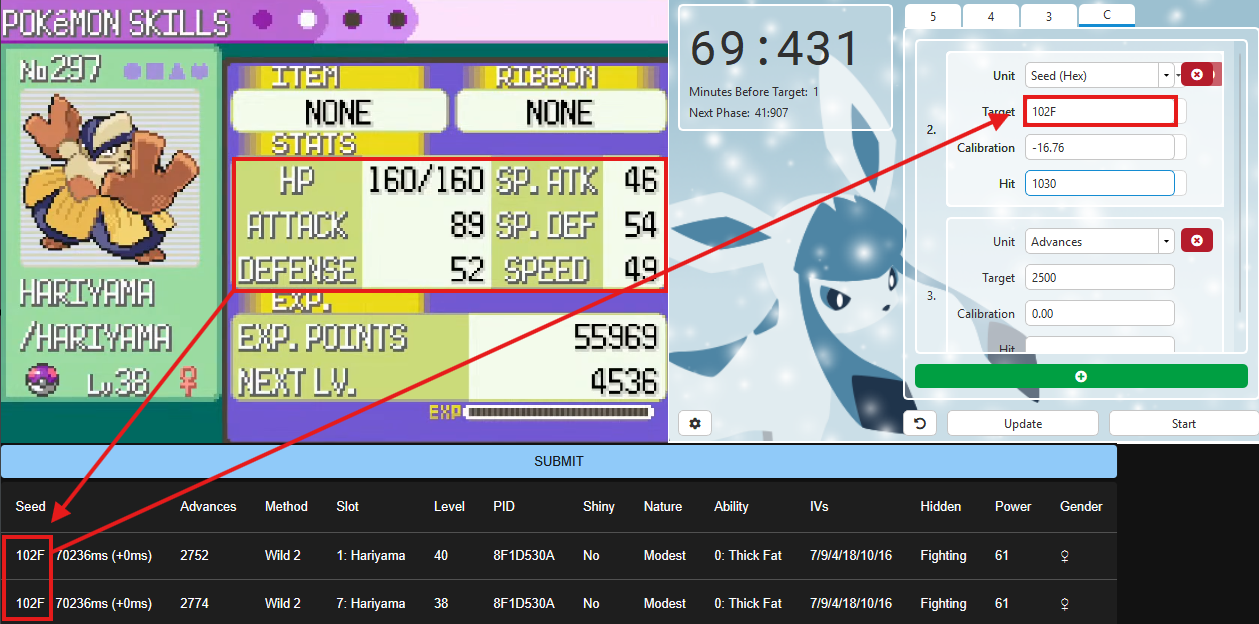 POKéMON SKILLS
No297
HARIYAMA
/HARIYAMA
Lv38 ♀
ITEM RIBBON
NONE NONE
STATS
HP 160/160 SP. ATK 46
ATTACK 89 SP. DEF 54
DEFENSE 52 SPEED 49
EXP.
EXP. POINTS 55969
NEXT LV. 4536
EXP
69:431
Minutes Before Target: 1
Next Phase: 41:907
5 4 3 C
2.
Unit Seed (Hex)
Target 102F
Calibration -16.76
Hit 1030
3.
Unit Advances
Target 2500
Calibration 0.00
Hit
Update Start
SUBMIT
Seed Advances Method Slot Level PID Shiny Nature Ability IVs Hidden Power Gender
102F 70236ms (+0ms) 2752 Wild 2 1: Hariyama 40 8F1D530A No Modest 0: Thick Fat 7/9/4/18/10/16 Fighting 61 ♀
102F 70236ms (+0ms) 2774 Wild 2 7: Hariyama 38 8F1D530A No Modest 0: Thick Fat 7/9/4/18/10/16 Fighting 61 ♀